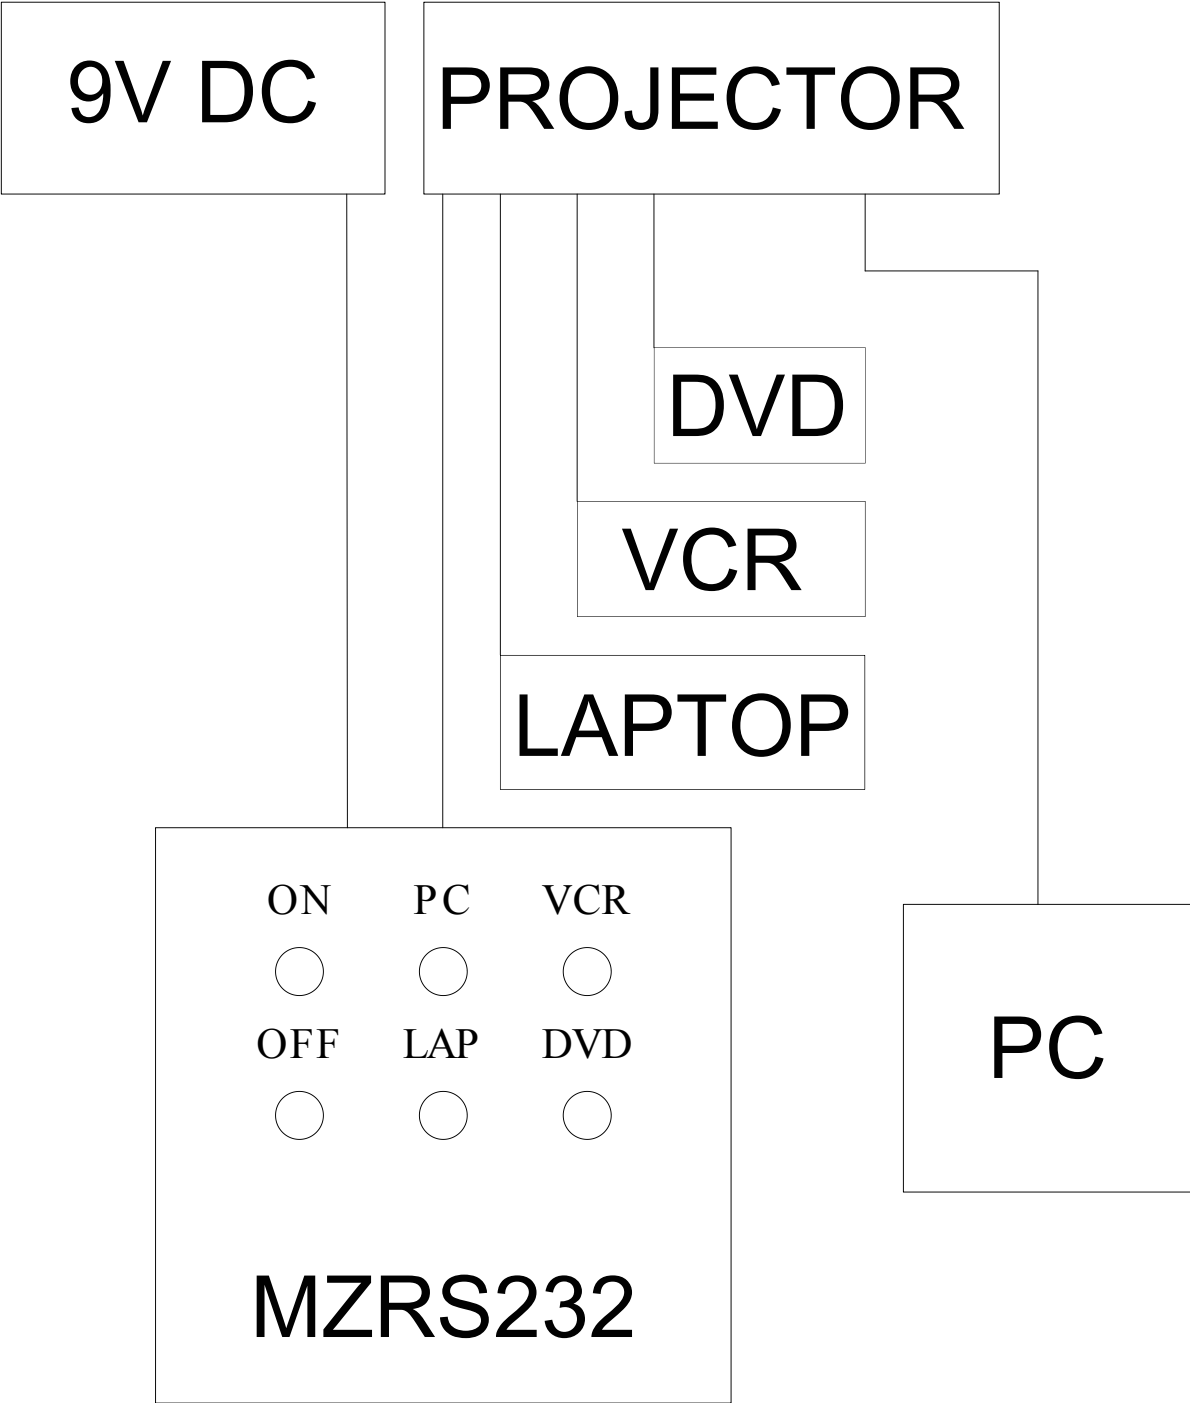 9V DC
PROJECTOR
DVD
VCR
LAPTOP
ON PC VCR
OFF LAP DVD
MZRS232
PC